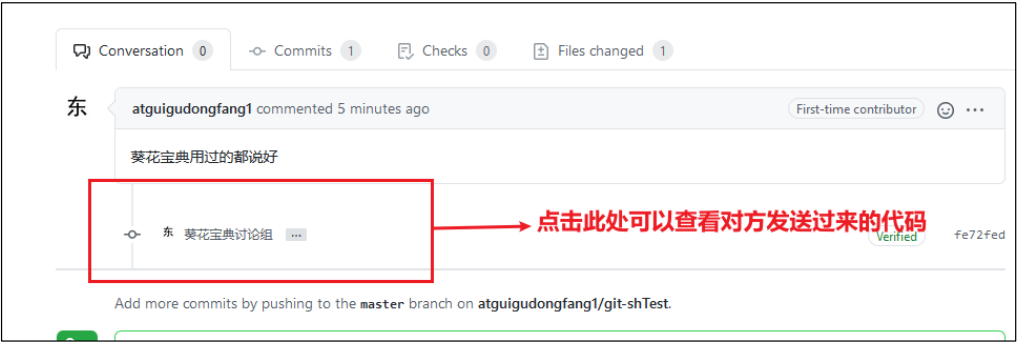 Conversation 0 Commits 1 Checks 0 Files changed 1
东 atguigudongfang1 commented 5 minutes ago First-time contributor
葵花宝典用过的都说好
点击此处可以查看对方发送过来的代码
东 葵花宝典讨论组 ... Verified fe72fed
Add more commits by pushing to the master branch on atguigudongfang1/git-shTest.